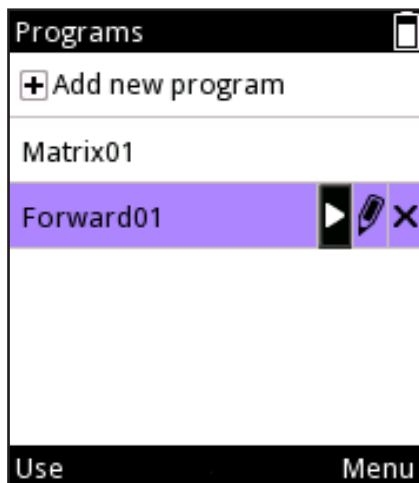 Programs
Add new program
Matrix01
Forward01
Use Menu